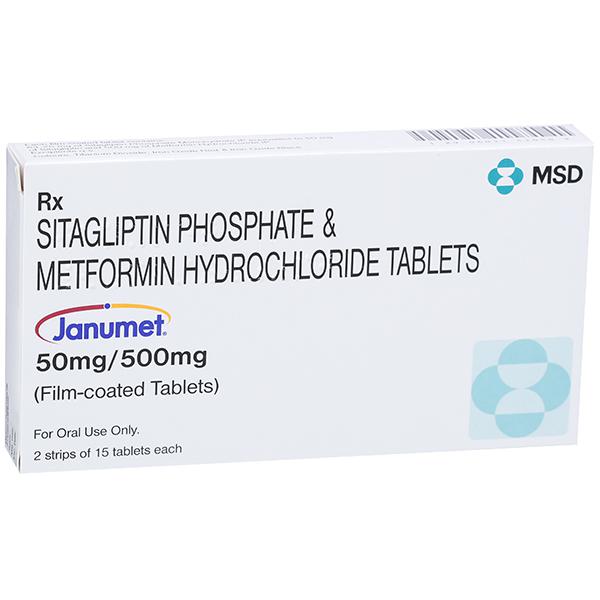 MSD
Rx
SITAGLIPTIN PHOSPHATE &
METFORMIN HYDROCHLORIDE TABLETS
Janumet®
50mg/500mg
(Film-coated Tablets)
For Oral Use Only.
2 strips of 15 tablets each